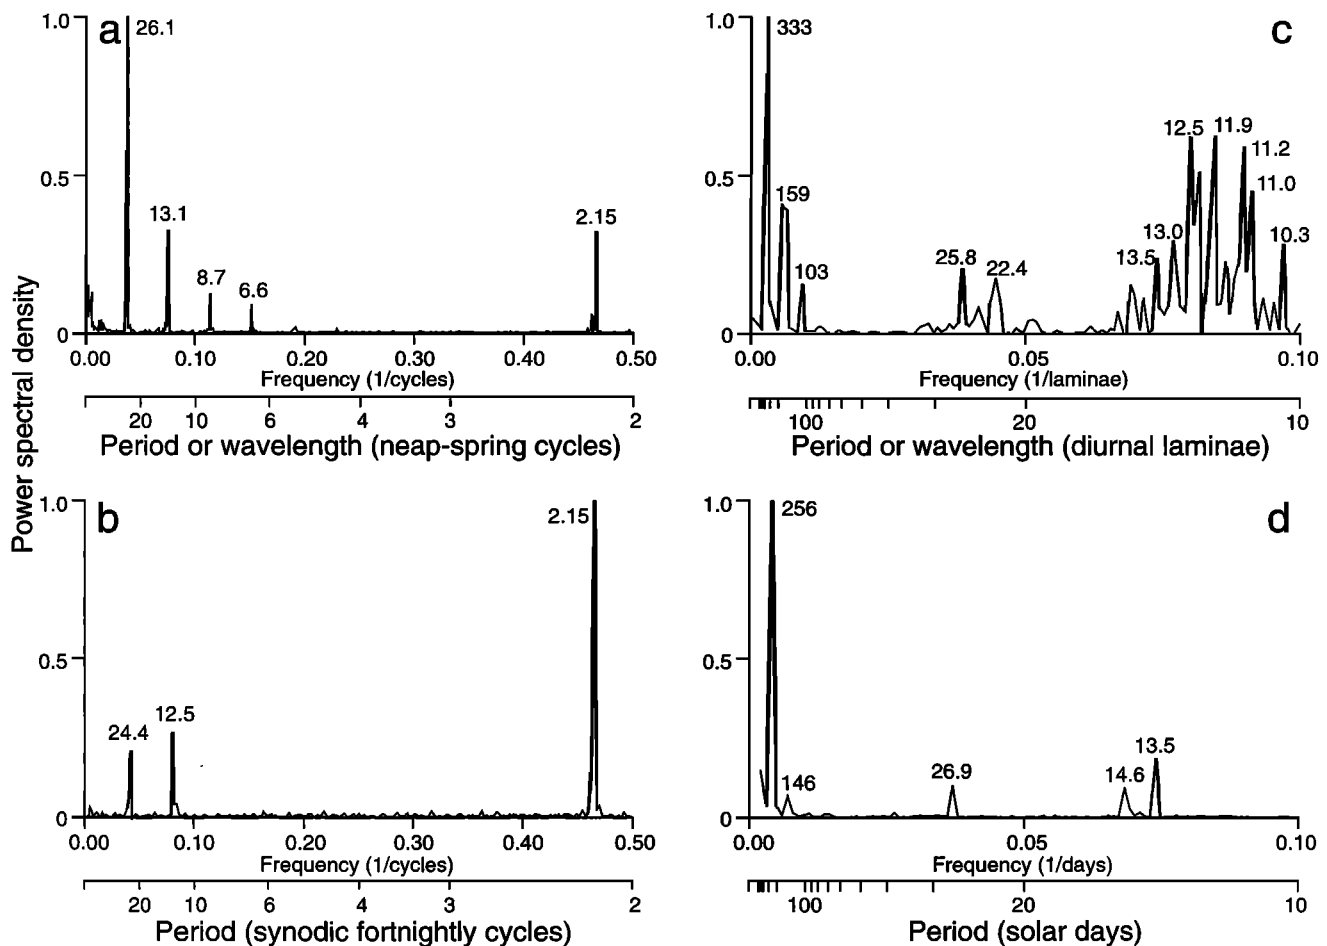 Power spectral density
a
1.0
0.5
0
26.1
13.1
8.7
6.6
2.15
0.00 0.10 0.20 0.30 0.40 0.50
Frequency (1/cycles)
20 10 6 4 3 2
Period or wavelength (neap-spring cycles)
c
1.0
0.5
0
333
159
103
25.8
22.4
13.5
13.0
12.5
11.9
11.2
11.0
10.3
0.00 0.05 0.10
Frequency (1/laminae)
100 20 10
Period or wavelength (diurnal laminae)
b
1.0
0.5
0
24.4
12.5
2.15
0.00 0.10 0.20 0.30 0.40 0.50
Frequency (1/cycles)
20 10 6 4 3 2
Period (synodic fortnightly cycles)
d
1.0
0.5
0
256
146
26.9
14.6
13.5
0.00 0.05 0.10
Frequency (1/days)
100 20 10
Period (solar days)